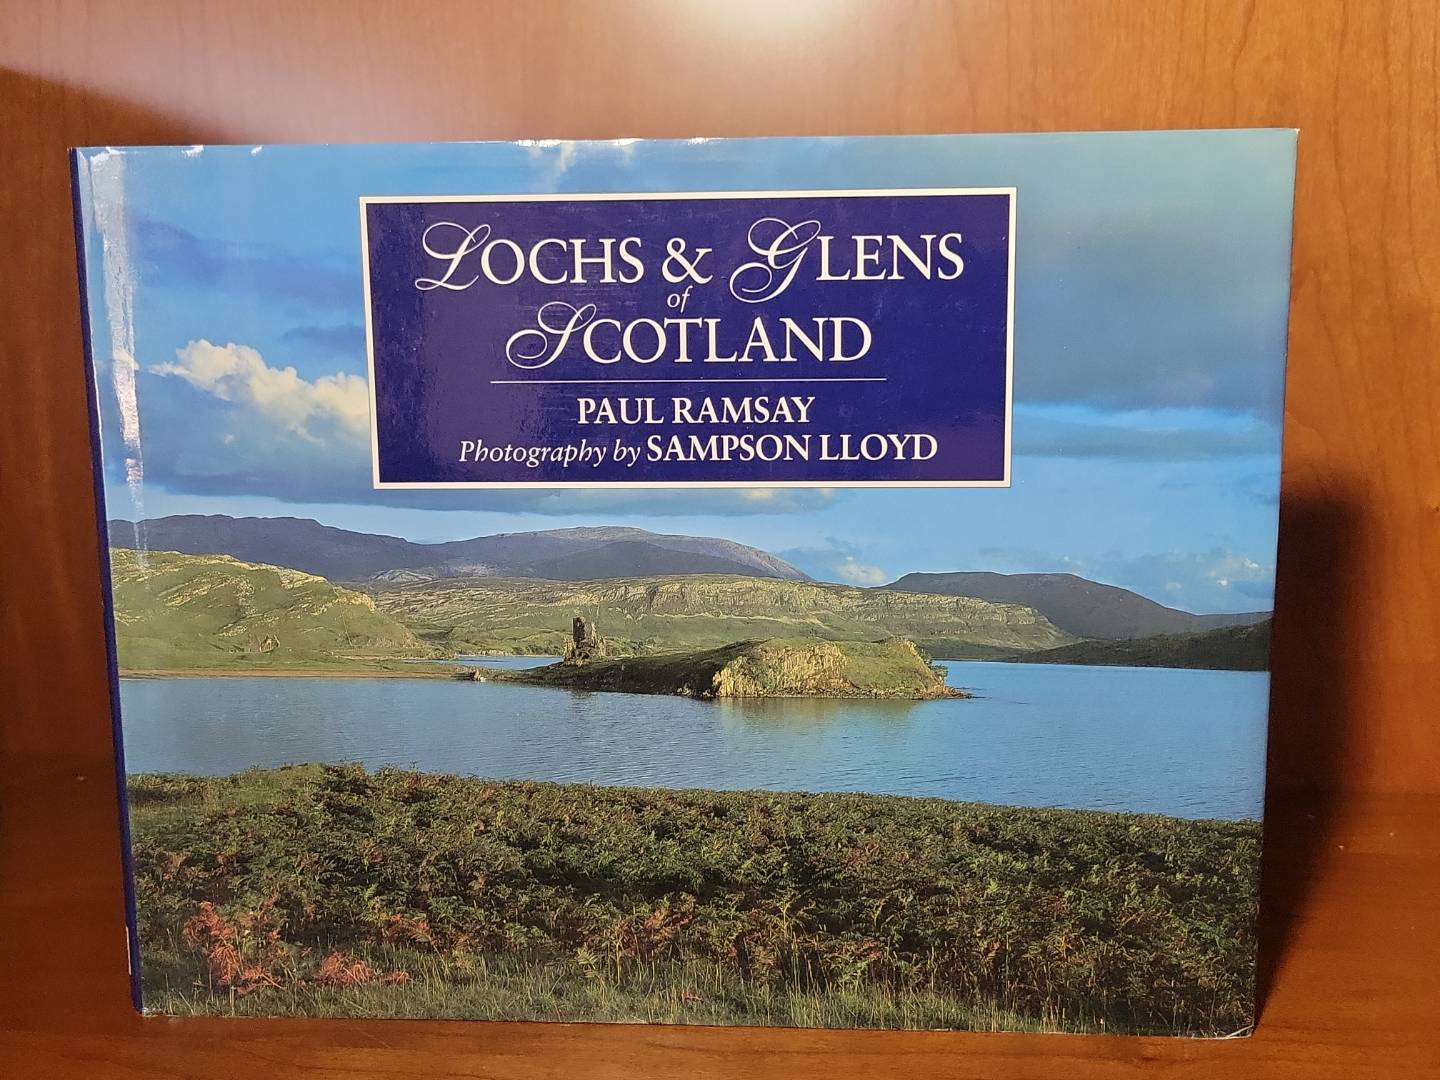 LOCHS & GLENS
of
SCOTLAND
PAUL RAMSAY
Photography by SAMPSON LLOYD